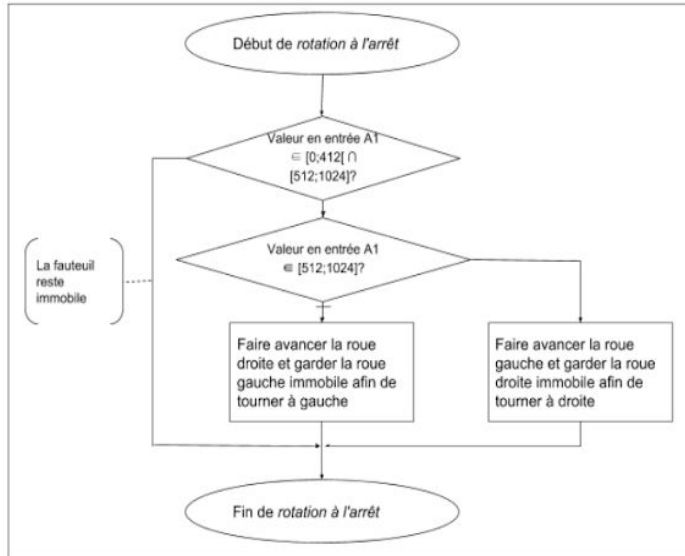 Début de rotation à l'arrêt
Valeur en entrée A1
∈ [0;412[ ∩
[512;1024]?
Valeur en entrée A1
∈ [512;1024]?
La fauteuil
reste
immobile
Faire avancer la roue
droite et garder la roue
gauche immobile afin de
tourner à gauche
Faire avancer la roue
gauche et garder la roue
droite immobile afin de
tourner à droite
Fin de rotation à l'arrêt